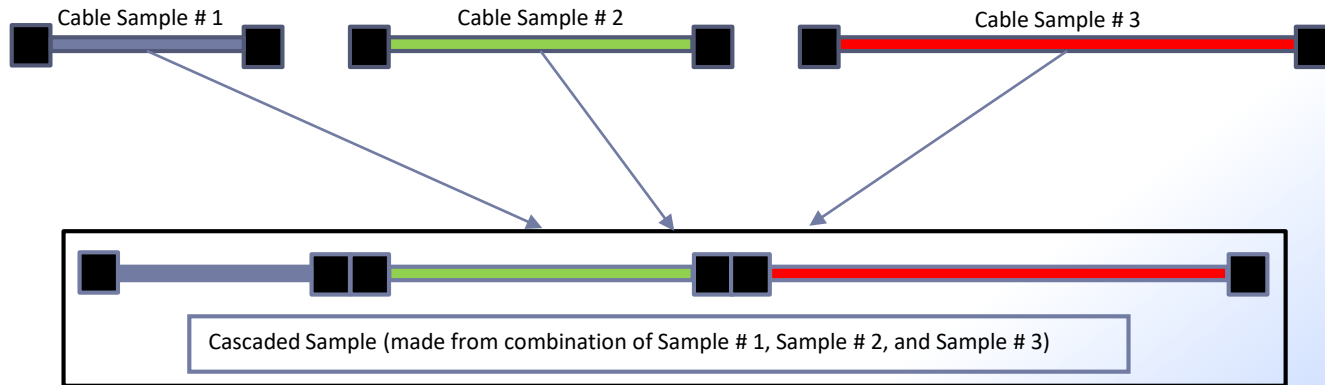 Cable Sample # 1
Cable Sample # 2
Cable Sample # 3
Cascaded Sample (made from combination of Sample # 1, Sample # 2, and Sample # 3)